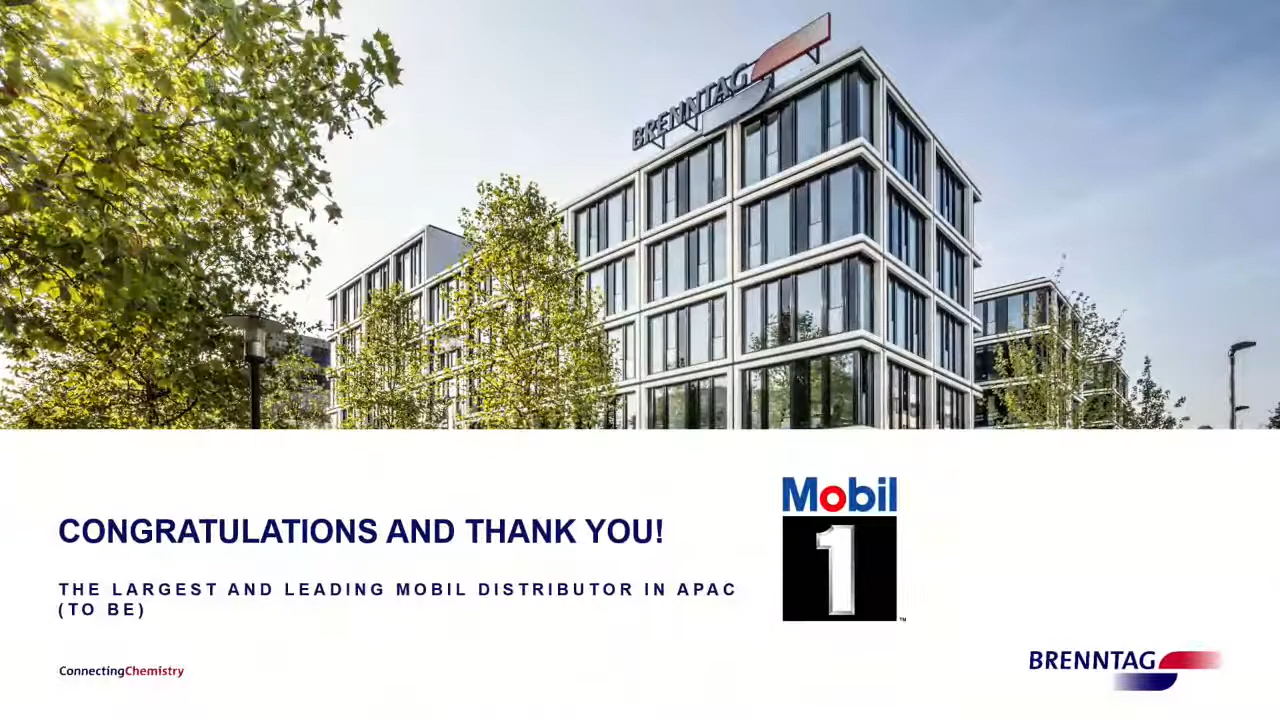 BRENNTAG
CONGRATULATIONS AND THANK YOU!
THE LARGEST AND LEADING MOBIL DISTRIBUTOR IN APAC
(TO BE)
Mobil
1
™
ConnectingChemistry
BRENNTAG